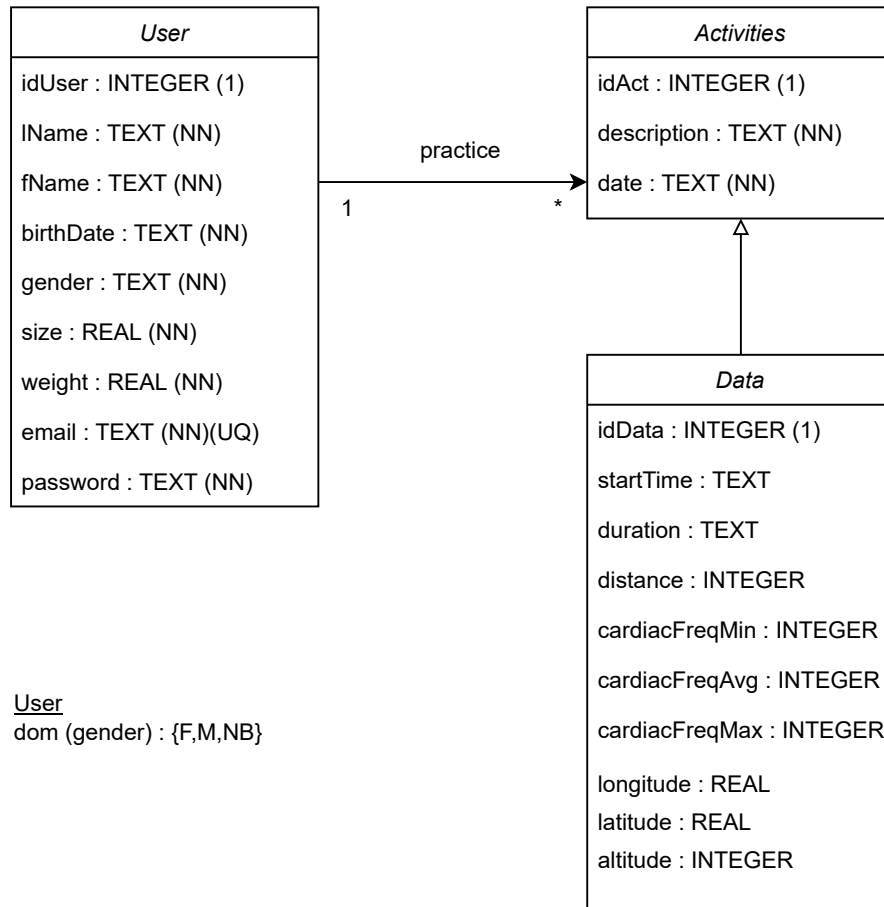 User
idUser : INTEGER (1)
lName : TEXT (NN)
fName : TEXT (NN)
birthDate : TEXT (NN)
gender : TEXT (NN)
size : REAL (NN)
weight : REAL (NN)
email : TEXT (NN)(UQ)
password : TEXT (NN)
practice
1
*
Activities
idAct : INTEGER (1)
description : TEXT (NN)
date : TEXT (NN)
Data
idData : INTEGER (1)
startTime : TEXT
duration : TEXT
distance : INTEGER
cardiacFreqMin : INTEGER
cardiacFreqAvg : INTEGER
cardiacFreqMax : INTEGER
longitude : REAL
latitude : REAL
altitude : INTEGER
User
dom (gender) : {F,M,NB}